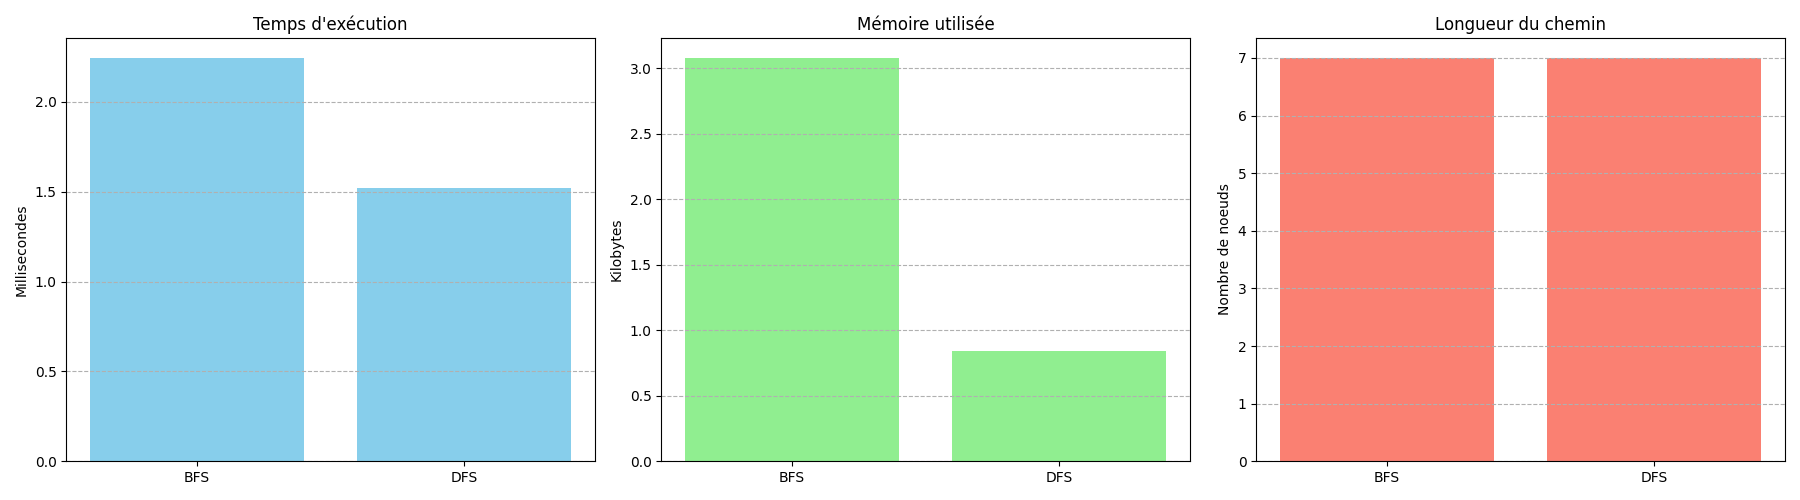 Temps d'exécution
Millisecondes
2.0
1.5
1.0
0.5
0.0
BFS
DFS
Mémoire utilisée
Kilobytes
3.0
2.5
2.0
1.5
1.0
0.5
0.0
BFS
DFS
Longueur du chemin
Nombre de noeuds
7
6
5
4
3
2
1
0
BFS
DFS